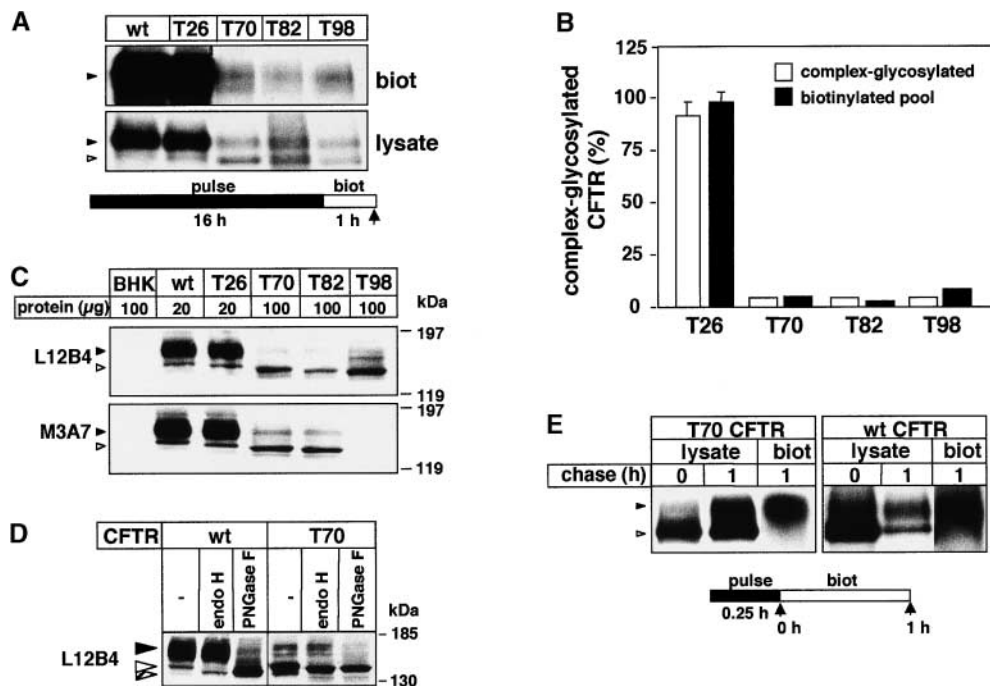 A
wt T26 T70 T82 T98
biot
lysate
pulse biot
16 h 1 h
B
complex-glycosylated CFTR (%)
125
100
75
50
25
0
complex-glycosylated
biotinylated pool
T26 T70 T82 T98
C
BHK wt T26 T70 T82 T98
protein (µg) 100 20 20 100 100 100 kDa
L12B4
- 197
- 119
M3A7
- 197
- 119
D
CFTR wt T70
- endo H PNGase F - endo H PNGase F kDa
L12B4
- 185
- 130
E
T70 CFTR wt CFTR
lysate biot lysate biot
chase (h) 0 1 1 0 1 1
pulse biot
0.25 h
0 h 1 h